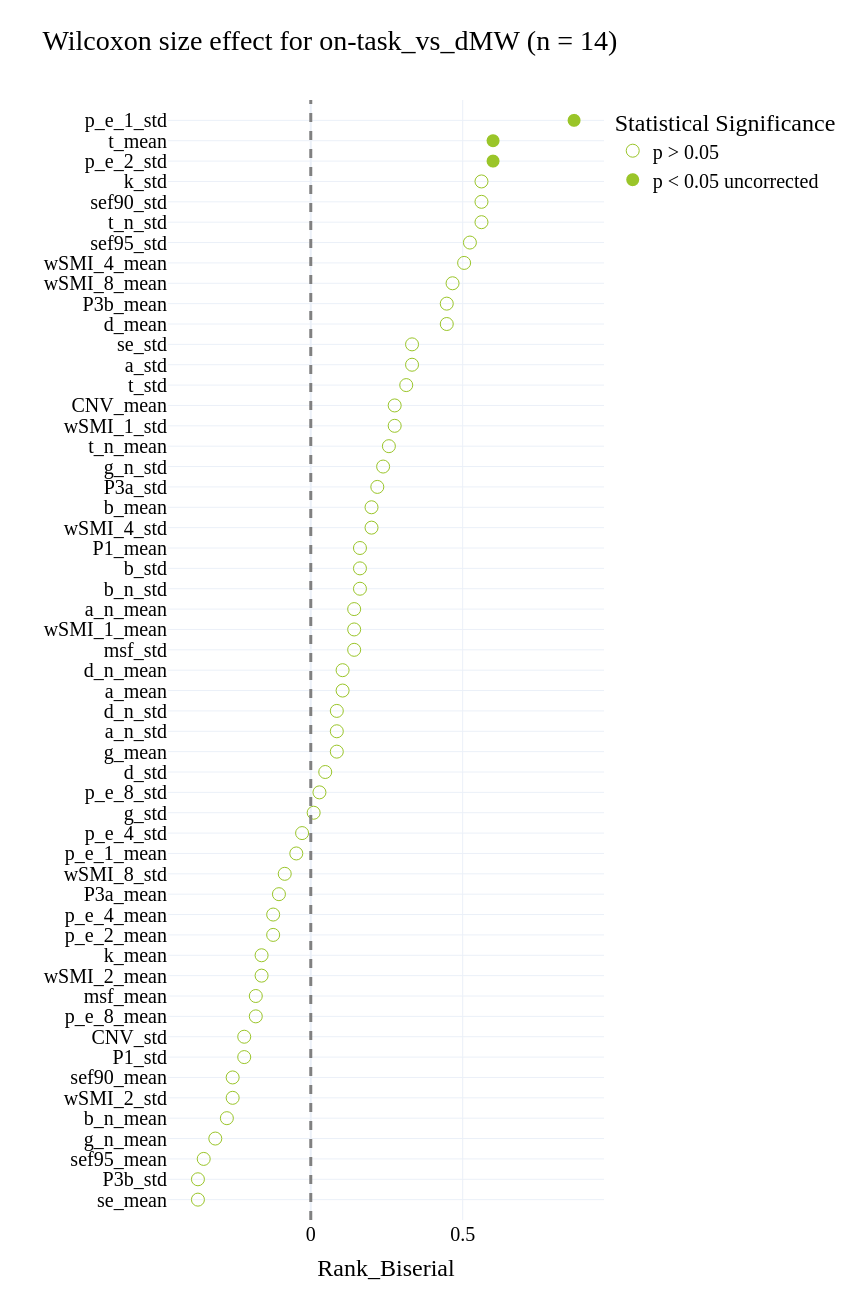 Wilcoxon size effect for on-task_vs_dMW (n = 14)
Statistical Significance
p > 0.05
p < 0.05 uncorrected
p_e_1_std
t_mean
p_e_2_std
k_std
sef90_std
t_n_std
sef95_std
wSMI_4_mean
wSMI_8_mean
P3b_mean
d_mean
se_std
a_std
t_std
CNV_mean
wSMI_1_std
t_n_mean
g_n_std
P3a_std
b_mean
wSMI_4_std
P1_mean
b_std
b_n_std
a_n_mean
wSMI_1_mean
msf_std
d_n_mean
a_mean
d_n_std
a_n_std
g_mean
d_std
p_e_8_std
g_std
p_e_4_std
p_e_1_mean
wSMI_8_std
P3a_mean
p_e_4_mean
p_e_2_mean
k_mean
wSMI_2_mean
msf_mean
p_e_8_mean
CNV_std
P1_std
sef90_mean
wSMI_2_std
b_n_mean
g_n_mean
sef95_mean
P3b_std
se_mean
0 0.5
Rank_Biserial